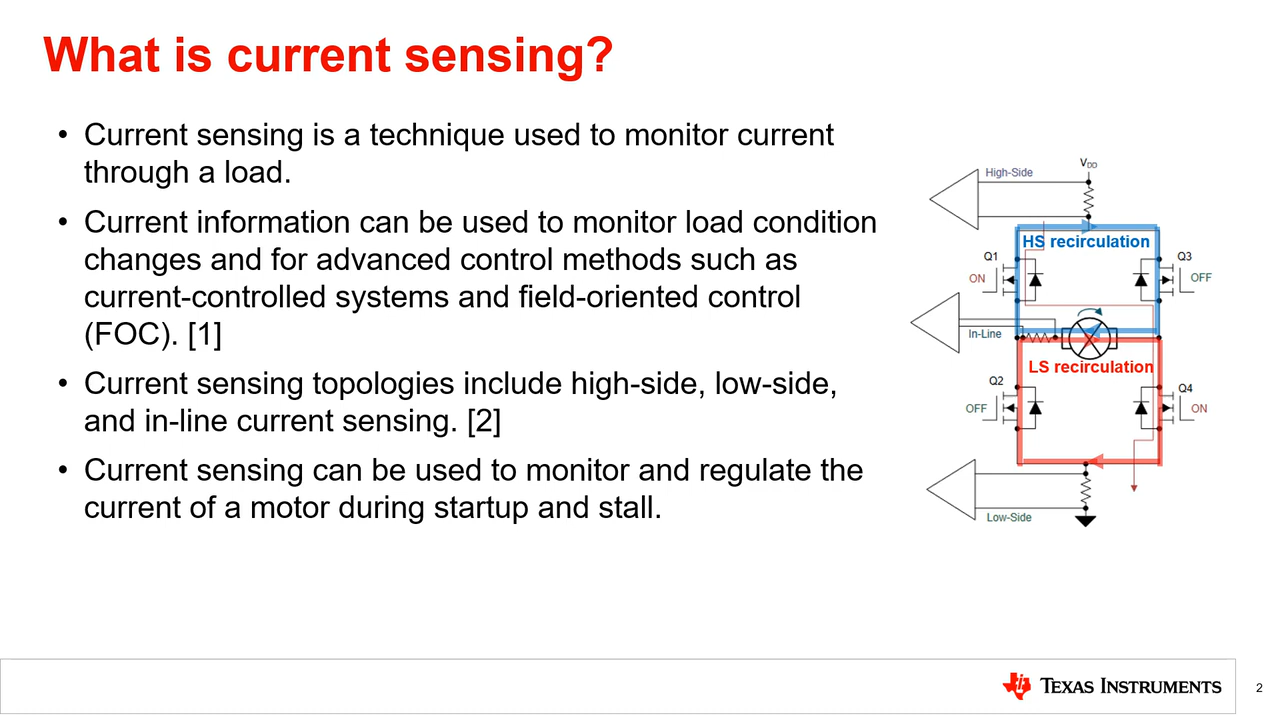 What is current sensing?
• Current sensing is a technique used to monitor current
through a load.
• Current information can be used to monitor load condition
changes and for advanced control methods such as
current-controlled systems and field-oriented control
(FOC). [1]
• Current sensing topologies include high-side, low-side,
and in-line current sensing. [2]
• Current sensing can be used to monitor and regulate the
current of a motor during startup and stall.
VDD
High-Side
HS recirculation
Q1
Q3
ON
OFF
In-Line
LS recirculation
Q2
Q4
OFF
ON
Low-Side
TEXAS INSTRUMENTS
2